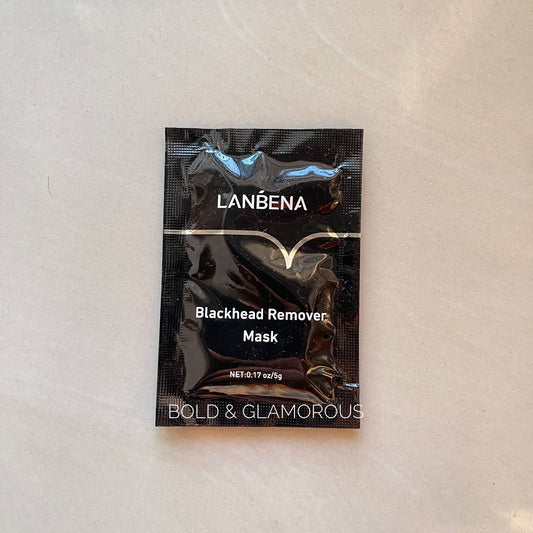 LANBENA
Blackhead Remover
Mask
NET:0.17 oz/5g
BOLD & GLAMOROUS